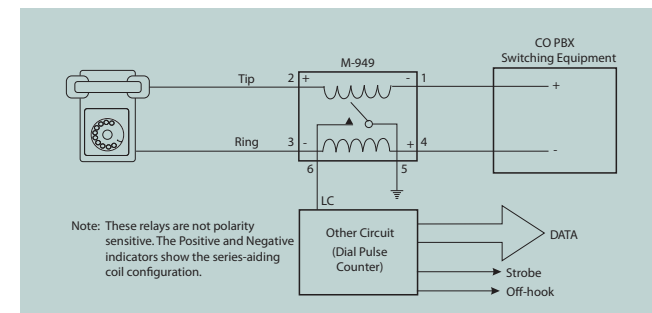 CO PBX
Switching Equipment
M-949
Tip
2
+
-
1
+
Ring
3
-
+
4
-
6
5
LC
Note: These relays are not polarity
sensitive. The Positive and Negative
indicators show the series-aiding
coil configuration.
Other Circuit
(Dial Pulse
Counter)
DATA
Strobe
Off-hook